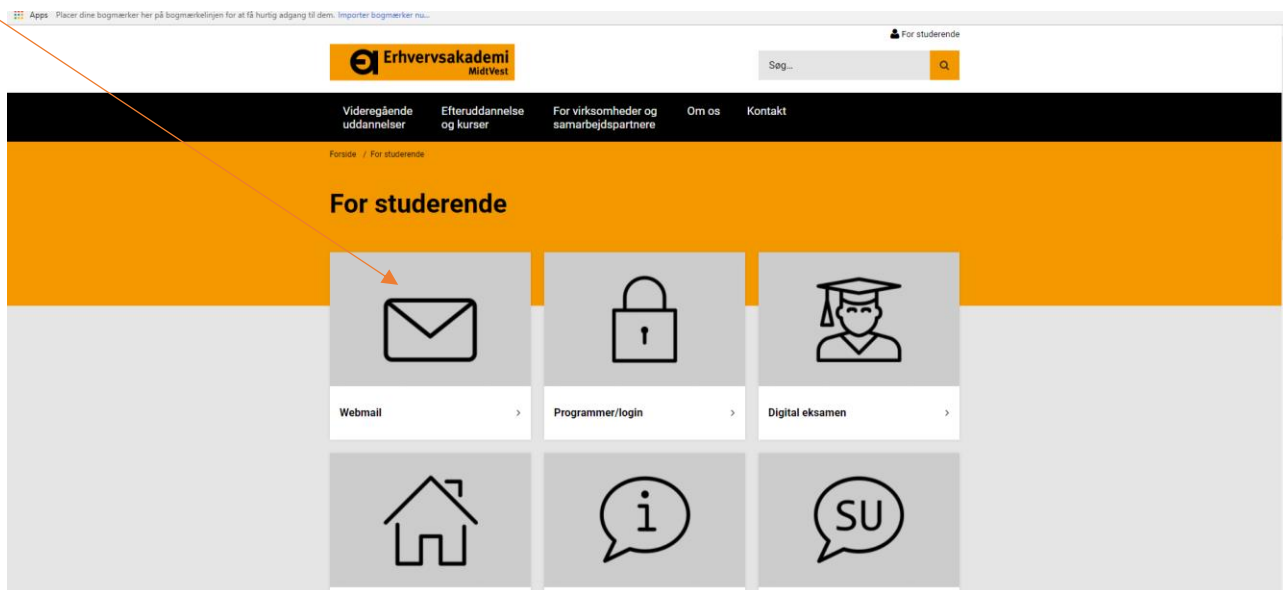 Apps Placer dine bogmærker her på bogmærkelinjen for at få hurtig adgang til dem. Importer bogmærker nu...
For studerende
Erhvervsakademi
MidtVest
Søg...
Videregående
uddannelser
Efteruddannelse
og kurser
For virksomheder og
samarbejdspartnere
Om os
Kontakt
Forside / For studerende
For studerende
Webmail
Programmer/login
Digital eksamen
i
SU